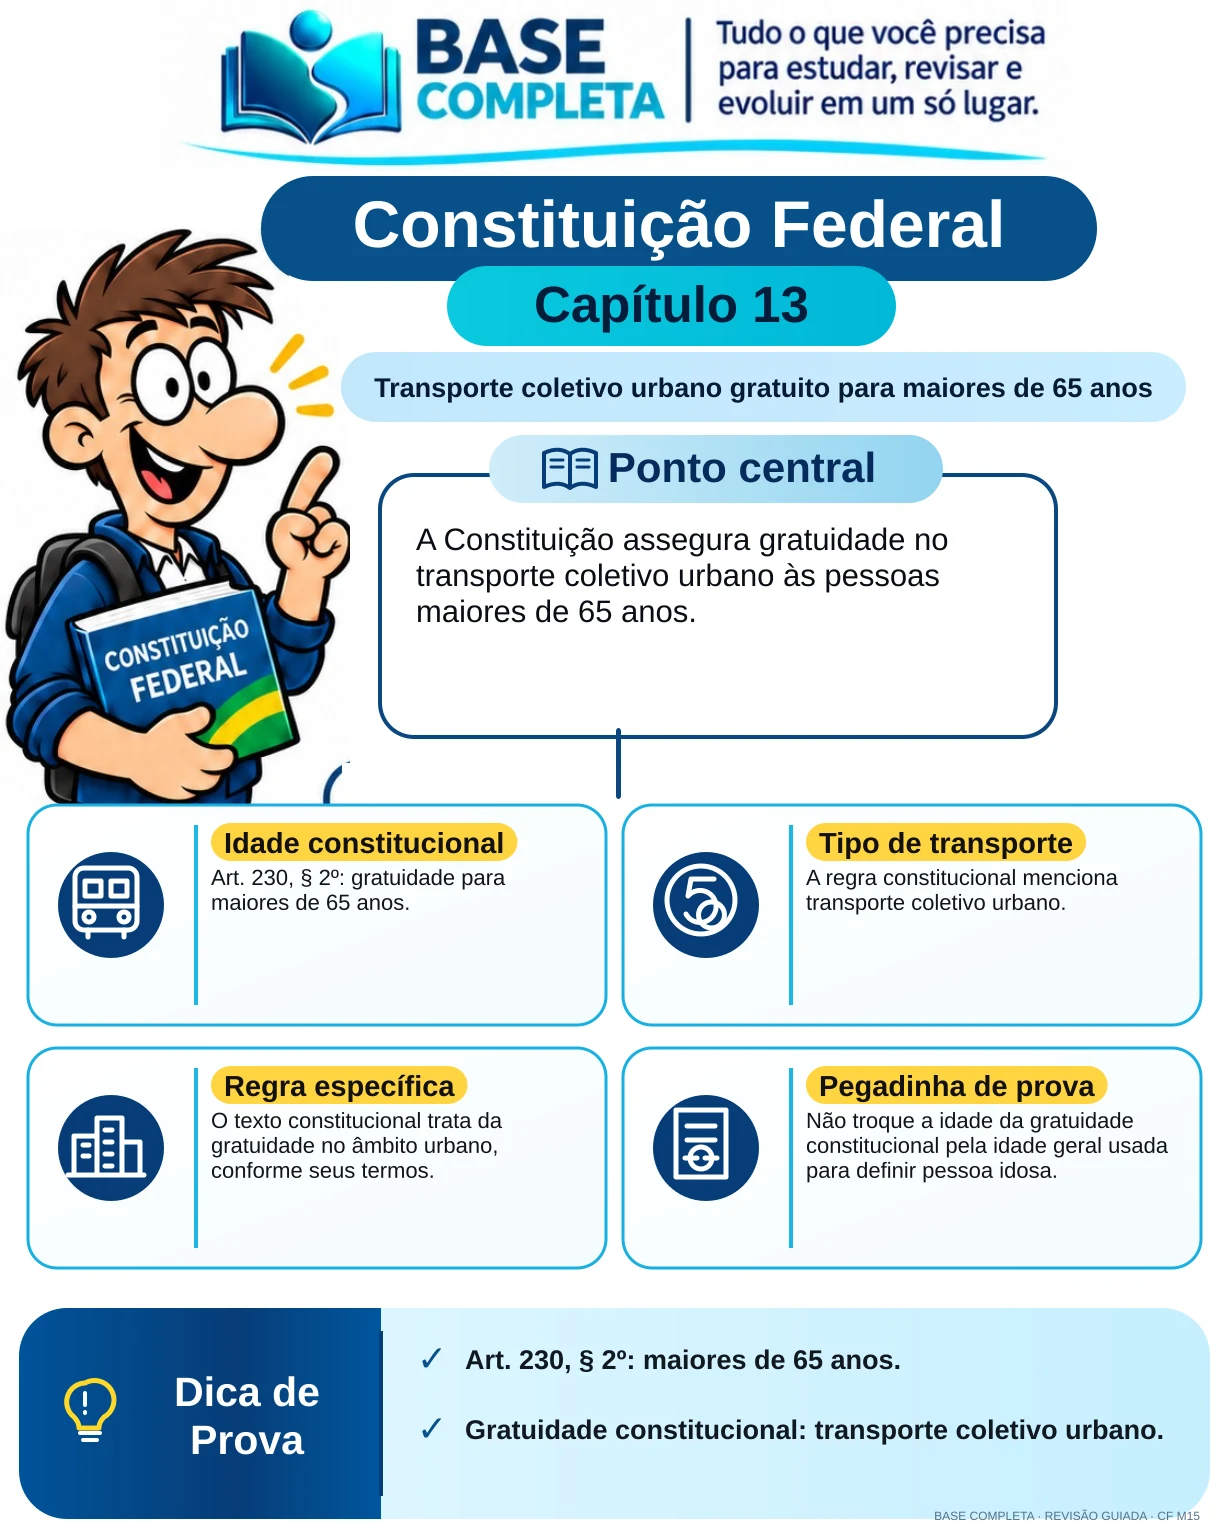 BASE
COMPLETA
Tudo o que você precisa
para estudar, revisar e
evoluir em um só lugar.
Constituição Federal
Capítulo 13
Transporte coletivo urbano gratuito para maiores de 65 anos
Ponto central
A Constituição assegura gratuidade no
transporte coletivo urbano às pessoas
maiores de 65 anos.
CONSTITUIÇÃO
FEDERAL
Idade constitucional
Art. 230, § 2º: gratuidade para
maiores de 65 anos.
Tipo de transporte
5
A regra constitucional menciona
transporte coletivo urbano.
Regra específica
O texto constitucional trata da
gratuidade no âmbito urbano,
conforme seus termos.
Pegadinha de prova
Não troque a idade da gratuidade
constitucional pela idade geral usada
para definir pessoa idosa.
Dica de
Prova
✓ Art. 230, § 2º: maiores de 65 anos.
✓ Gratuidade constitucional: transporte coletivo urbano.
BASE COMPLETA · REVISÃO GUIADA · CF M15